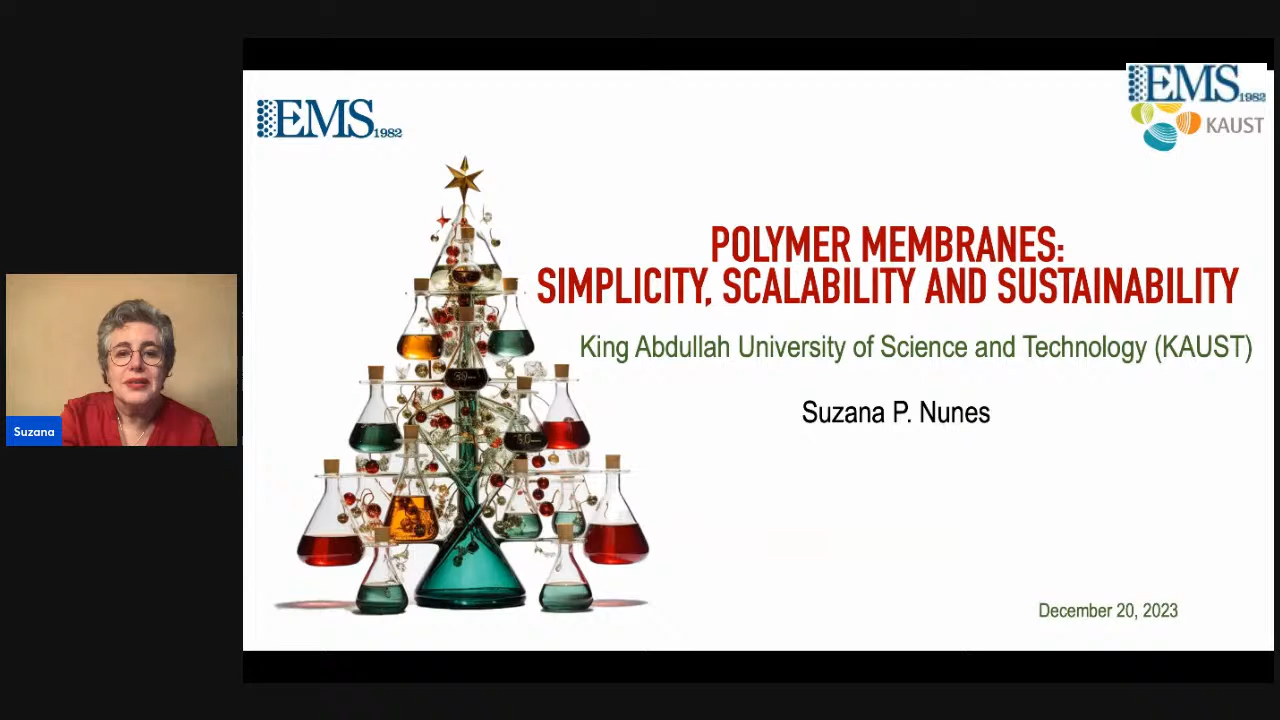 EMS 1982
EMS 1982
KAUST
POLYMER MEMBRANES:
SIMPLICITY, SCALABILITY AND SUSTAINABILITY
King Abdullah University of Science and Technology (KAUST)
Suzana P. Nunes
Suzana
December 20, 2023